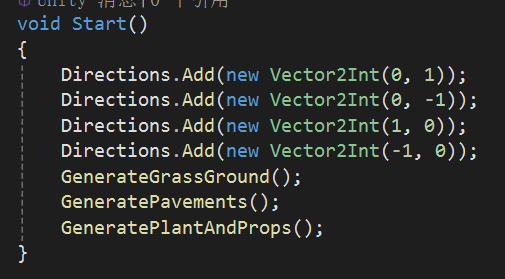 Unity 消息|0 个引用
void Start()
{
Directions.Add(new Vector2Int(0, 1));
Directions.Add(new Vector2Int(0, -1));
Directions.Add(new Vector2Int(1, 0));
Directions.Add(new Vector2Int(-1, 0));
GenerateGrassGround();
GeneratePavements();
GeneratePlantAndProps();
}